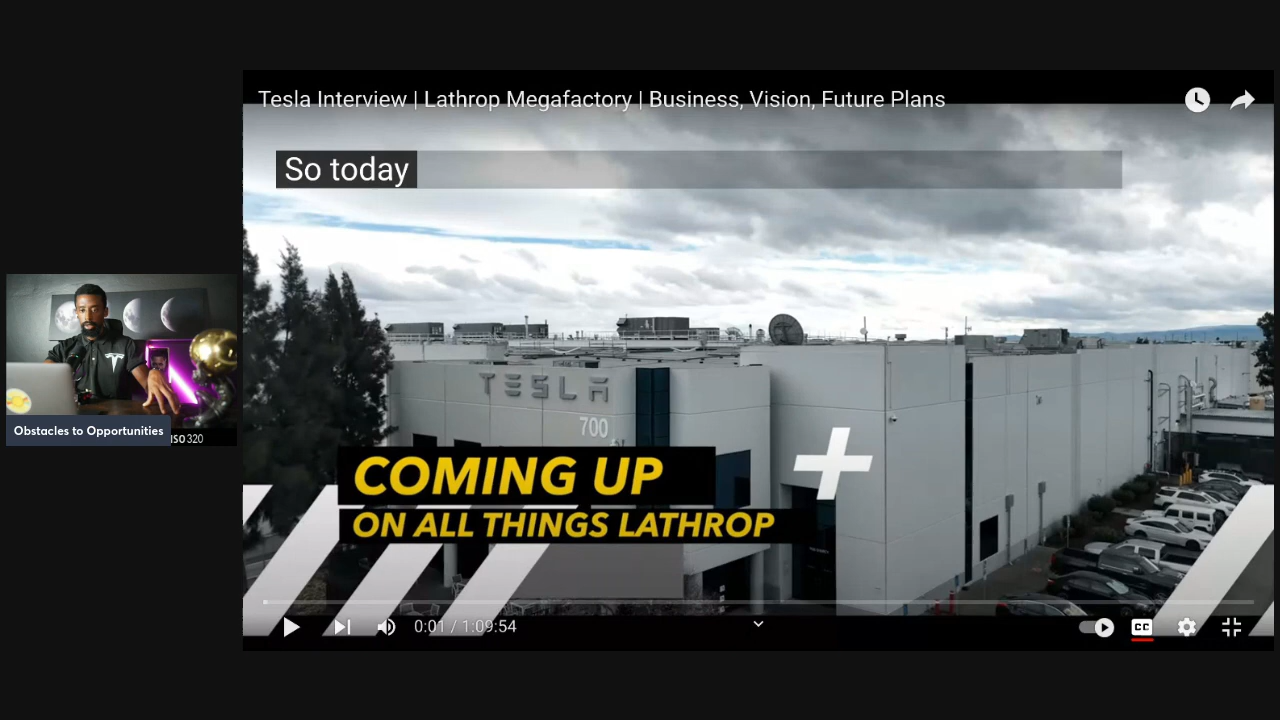 Tesla Interview | Lathrop Megafactory | Business, Vision, Future Plans
So today
TESLA
700
COMING UP
ON ALL THINGS LATHROP
Obstacles to Opportunities
ISO 320
0:01 / 1:09:54
CC